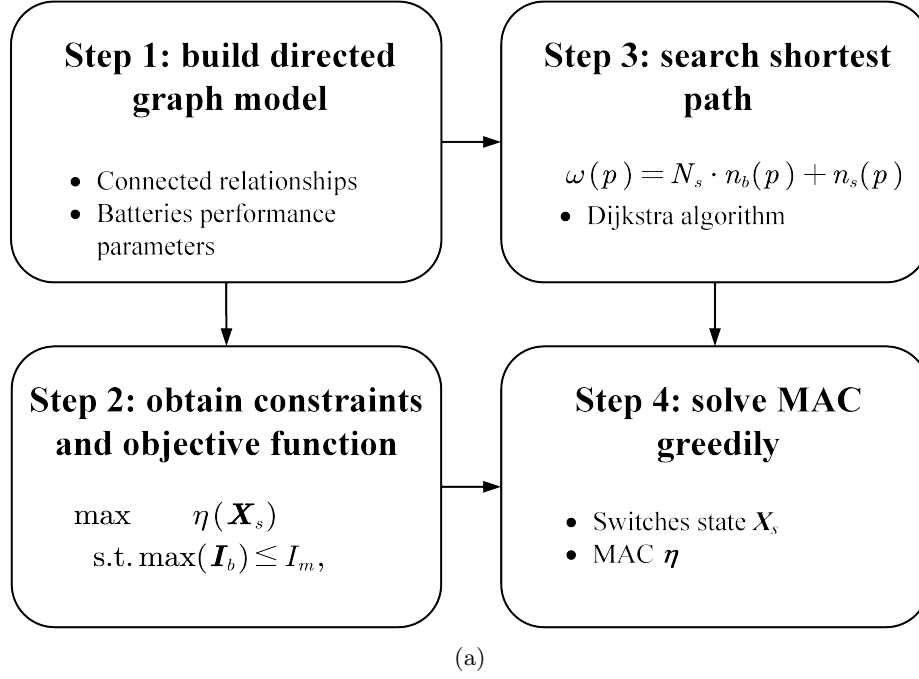 Step 1: build directed
graph model
• Connected relationships
• Batteries performance
parameters
Step 3: search shortest
path
ω(p) = N_s · n_b(p) + n_s(p)
• Dijkstra algorithm
Step 2: obtain constraints
and objective function
max η(X_s)
s.t. max(I_b) ≤ I_m,
Step 4: solve MAC
greedily
• Switches state X_s
• MAC η
(a)